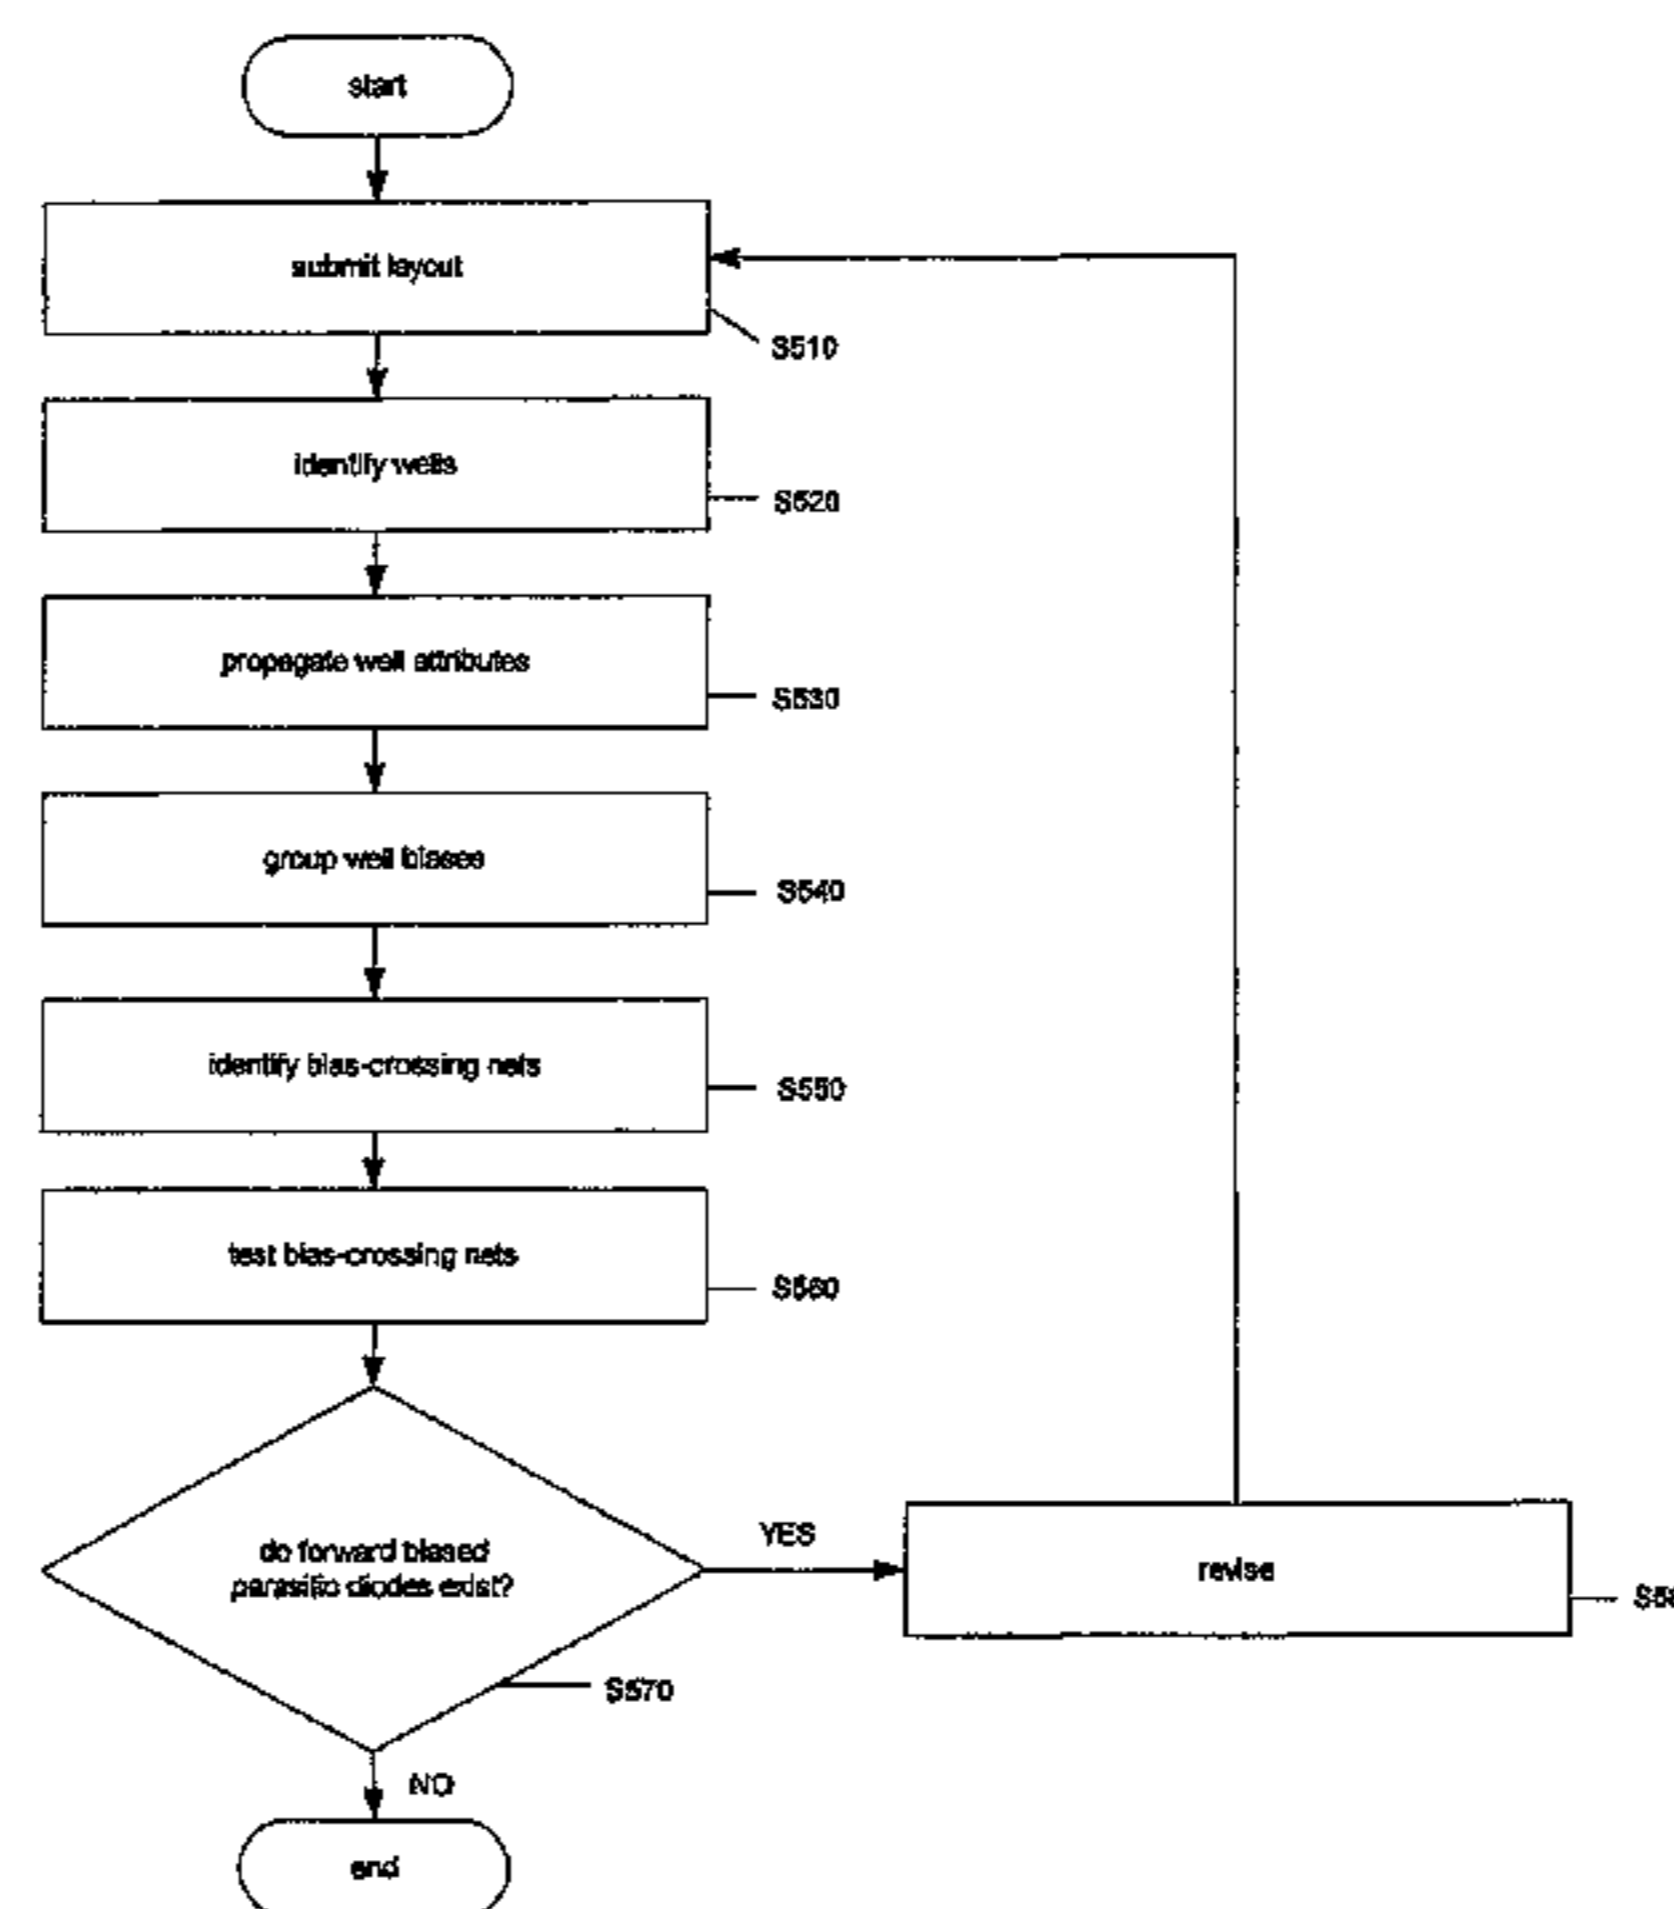 start
submit layout
S510
identify wells
S520
propagate well attributes
S530
group well biases
S540
identify bias-crossing nets
S550
test bias-crossing nets
S560
do forward biased
parasitic diodes exist?
YES
revise
S570
NO
end